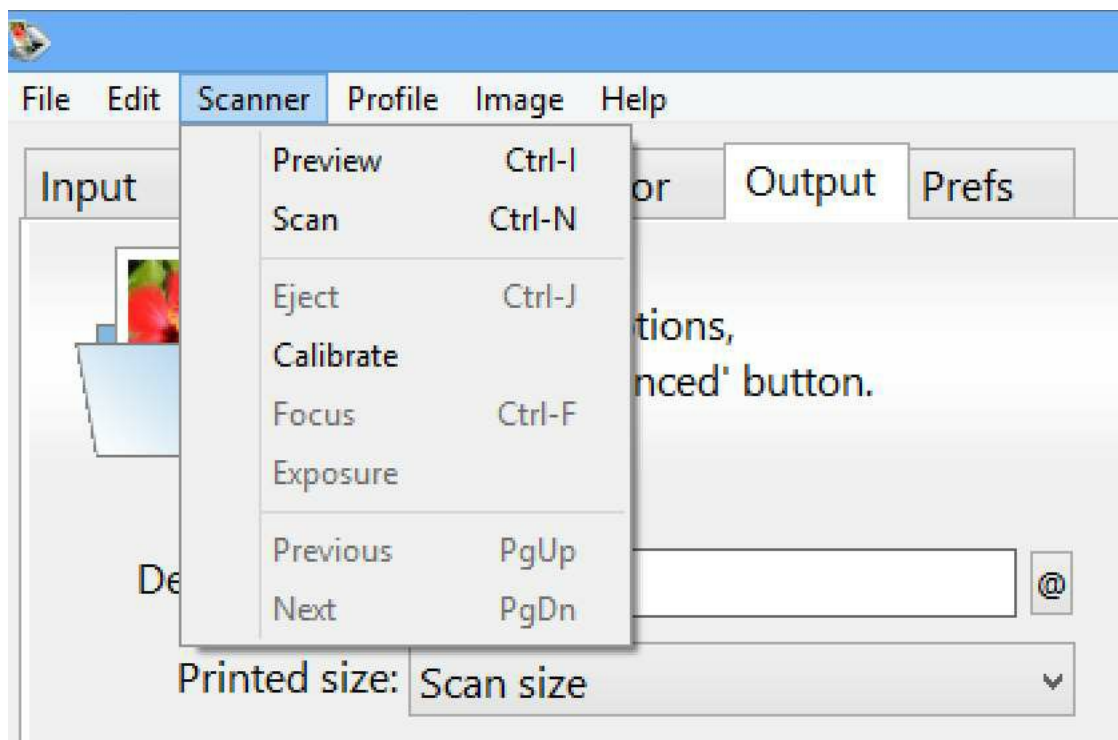 File Edit Scanner Profile Image Help
Input or Output Prefs
Preview Ctrl-I
Scan Ctrl-N
Eject Ctrl-J
Calibrate
Focus Ctrl-F
Exposure
Previous PgUp
Next PgDn
tions,
nced' button.
De @
Printed size: Scan size